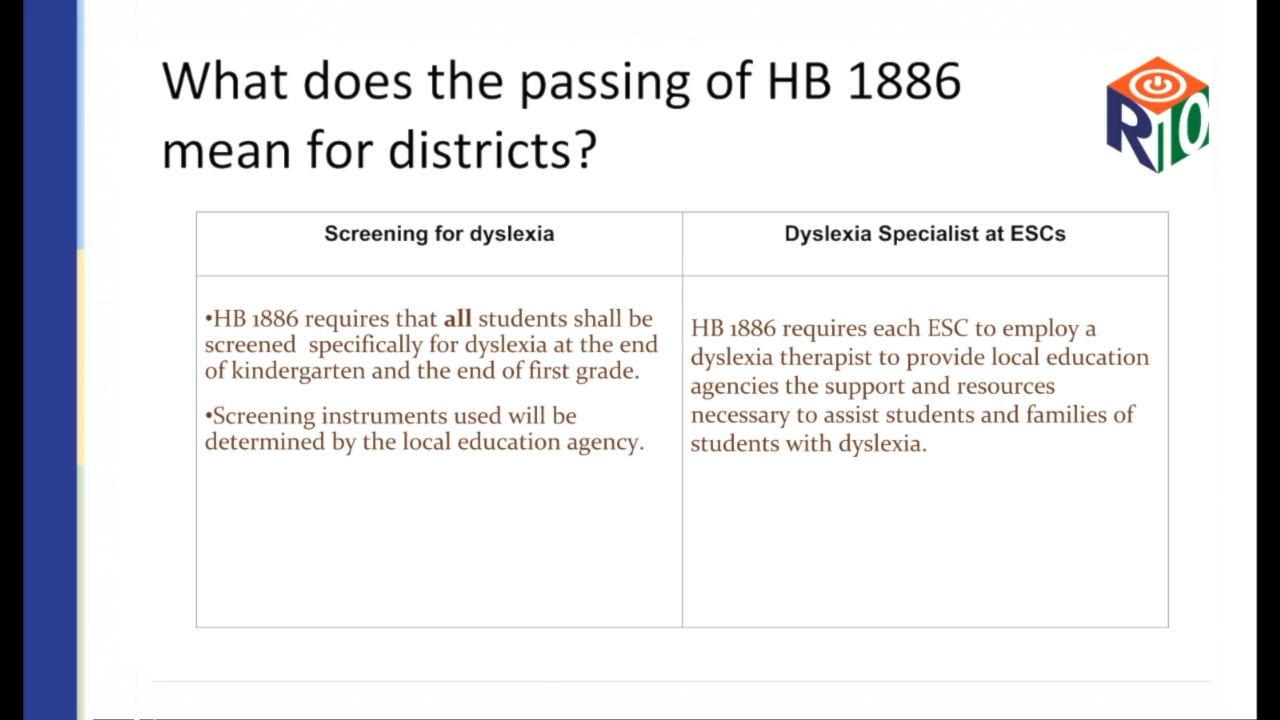 What does the passing of HB 1886
mean for districts?
R10
Screening for dyslexia
Dyslexia Specialist at ESCs
•HB 1886 requires that all students shall be
screened  specifically for dyslexia at the end
of kindergarten and the end of first grade.
•Screening instruments used will be
determined by the local education agency.
HB 1886 requires each ESC to employ a
dyslexia therapist to provide local education
agencies the support and resources
necessary to assist students and families of
students with dyslexia.